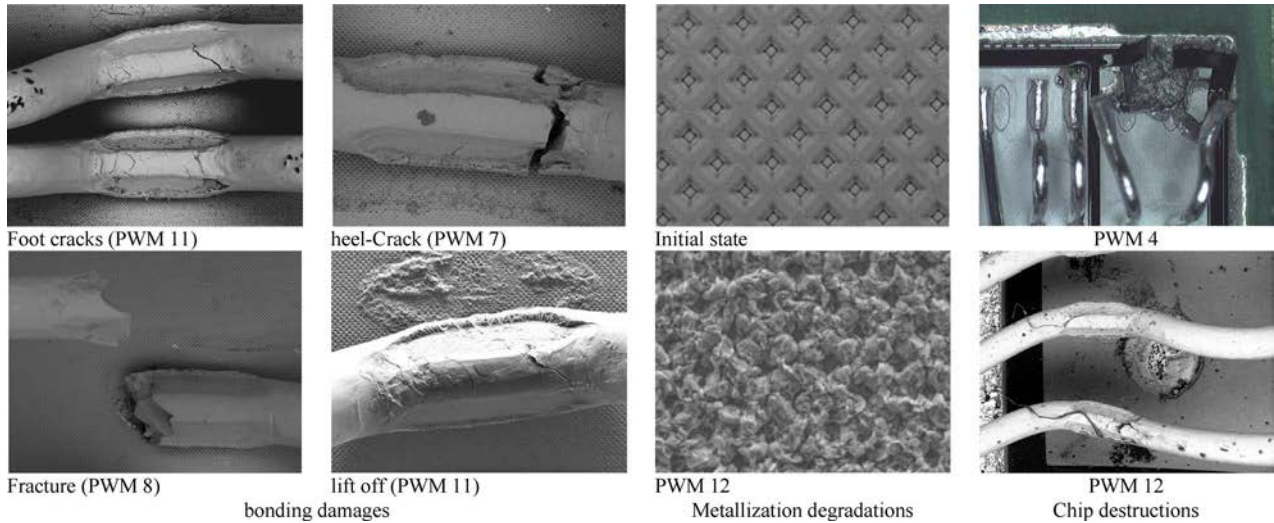 Foot cracks (PWM 11)
heel-Crack (PWM 7)
Initial state
PWM 4
Fracture (PWM 8)
lift off (PWM 11)
PWM 12
PWM 12
bonding damages
Metallization degradations
Chip destructions